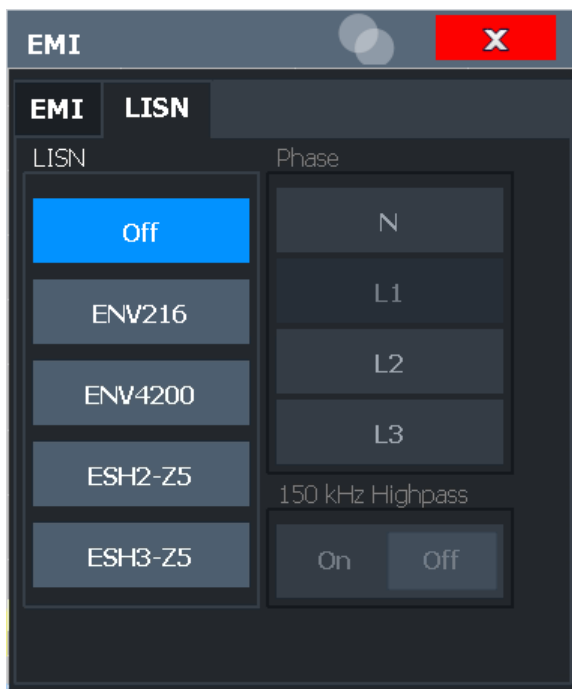 EMI
X
EMI LISN
LISN
Off
ENV216
ENV4200
ESH2-Z5
ESH3-Z5
Phase
N
L1
L2
L3
150 kHz Highpass
On Off